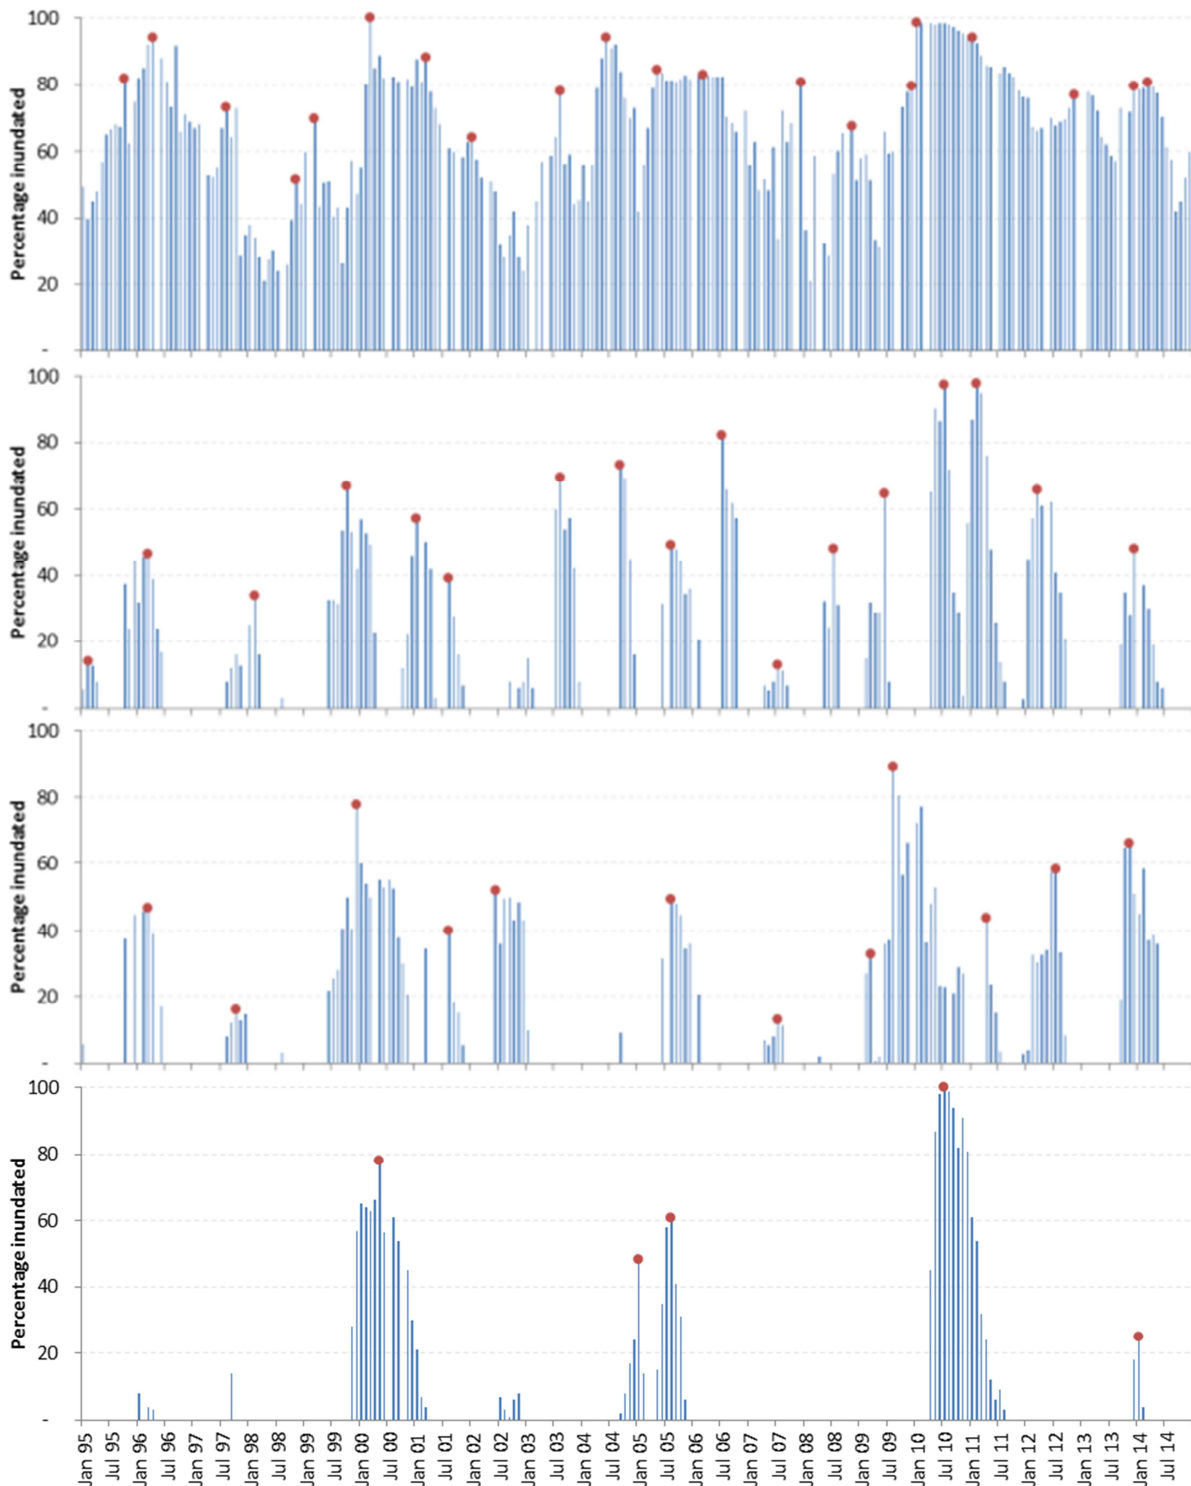 Percentage inundated
100
80
60
40
20
-
Percentage inundated
100
80
60
40
20
-
Percentage inundated
100
80
60
40
20
-
Percentage inundated
100
80
60
40
20
-
Jan 95
Jul 95
Jan 96
Jul 96
Jan 97
Jul 97
Jan 98
Jul 98
Jan 99
Jul 99
Jan 00
Jul 00
Jan 01
Jul 01
Jan 02
Jul 02
Jan 03
Jul 03
Jan 04
Jul 04
Jan 05
Jul 05
Jan 06
Jul 06
Jan 07
Jul 07
Jan 08
Jul 08
Jan 09
Jul 09
Jan 10
Jul 10
Jan 11
Jul 11
Jan 12
Jul 12
Jan 13
Jul 13
Jan 14
Jul 14